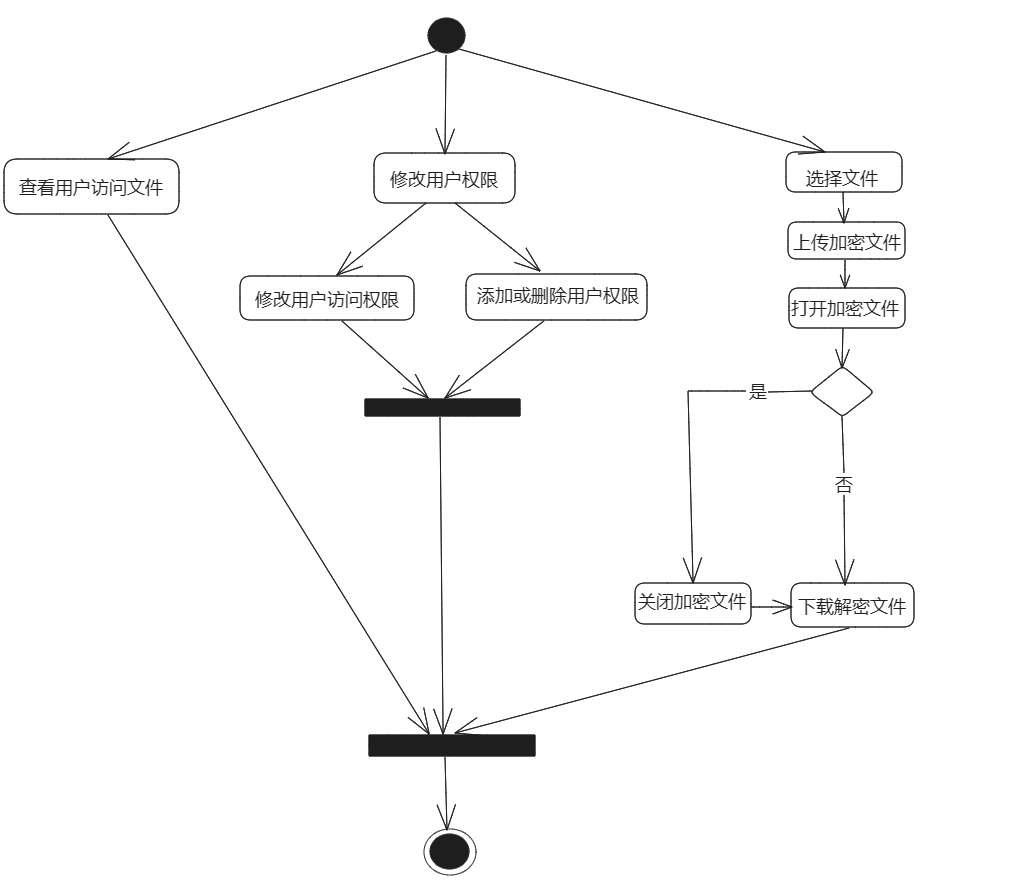 查看用户访问文件
修改用户权限
选择文件
上传加密文件
修改用户访问权限
添加或删除用户权限
打开加密文件
是
否
关闭加密文件
下载解密文件